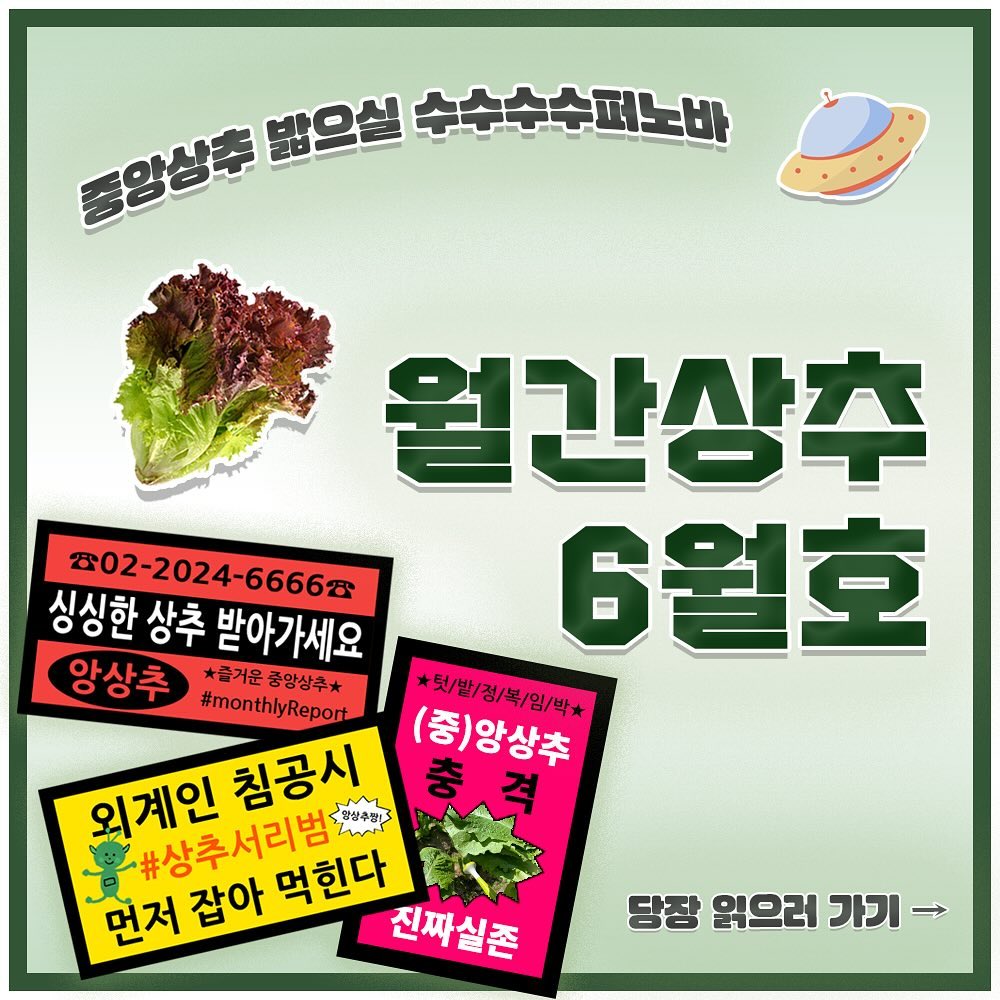 중앙상추 밟으실 수수수수퍼노바
월간상추
6월호
☎02-2024-6666☎
싱싱한 상추 받아가세요
앙상추
★즐거운 중앙상추★
#monthlyReport
★텃/밭/정/복/임/박★
(중)앙상추
충 격
진짜실존
외계인 침공시
#상추서리범
앙상추짱!
먼저 잡아 먹힌다
당장 읽으러 가기 →